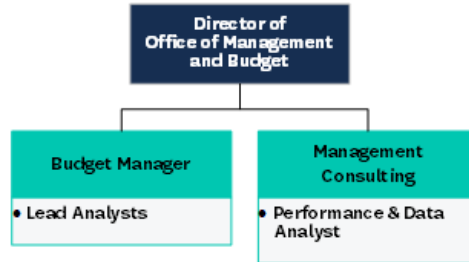 Director of
Office of Management
and Budget
Budget Manager
• Lead Analysts
Management
Consulting
• Performance & Data
Analyst